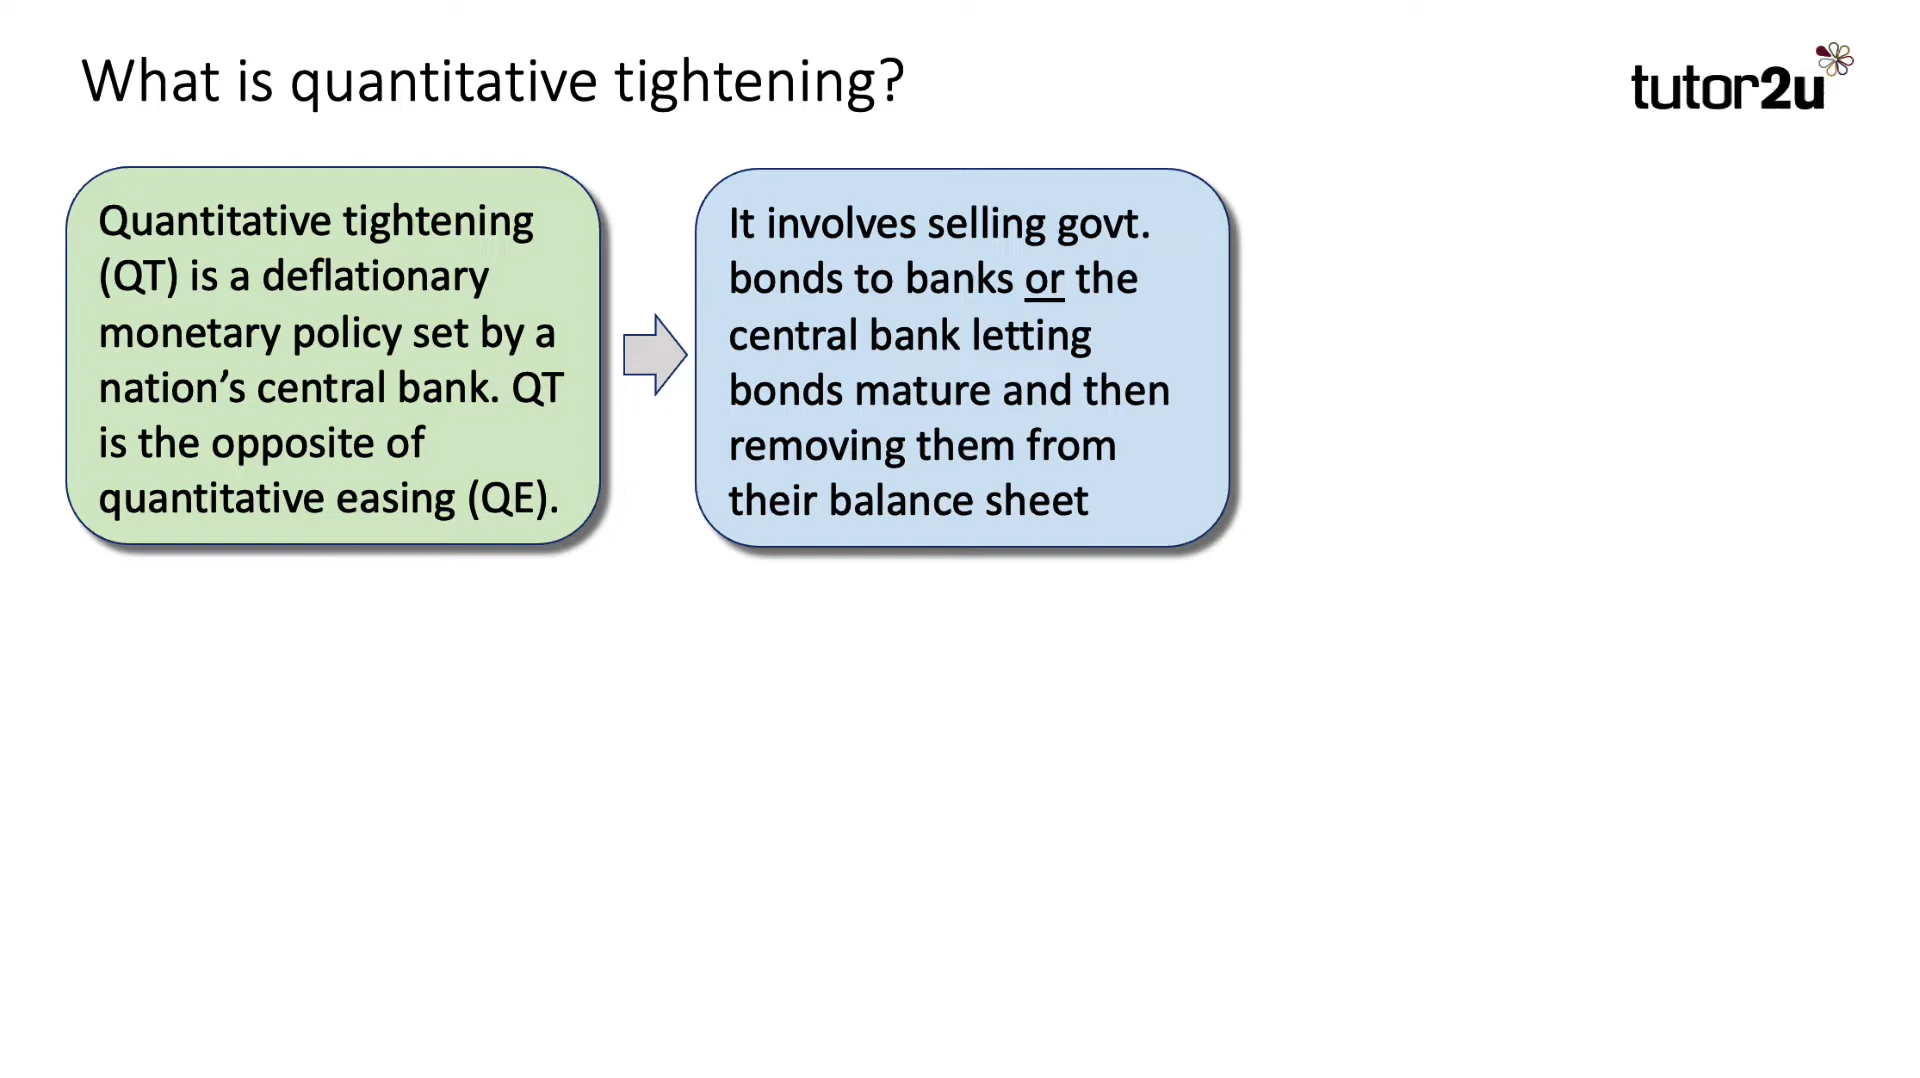 What is quantitative tightening?
tutor2u
Quantitative tightening
(QT) is a deflationary
monetary policy set by a
nation’s central bank. QT
is the opposite of
quantitative easing (QE).
It involves selling govt.
bonds to banks or the
central bank letting
bonds mature and then
removing them from
their balance sheet